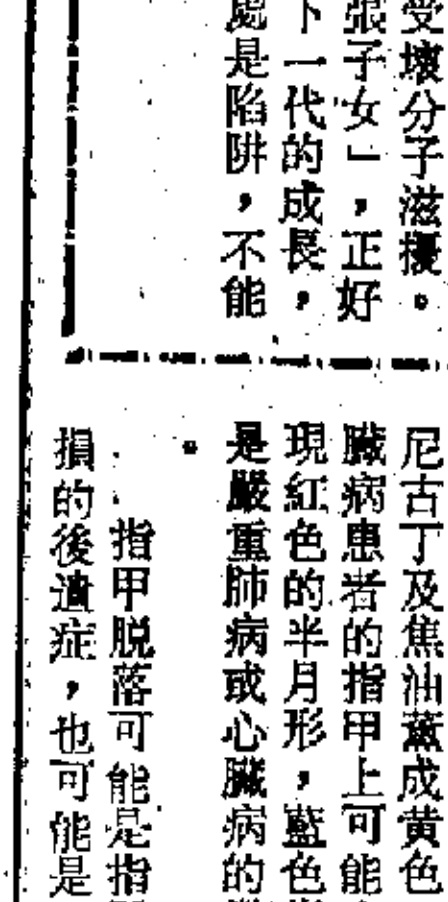 受壞分子滋擾。
張子女」，正好
下一代的成長，
處是陷阱，不能
尼古丁及焦油薰成黄色
臟病患者的指甲上可能
現紅色的半月形，藍色
是嚴重肺病或心臟病的
。
指甲脱落可能是指
損的後遺症，也可能是